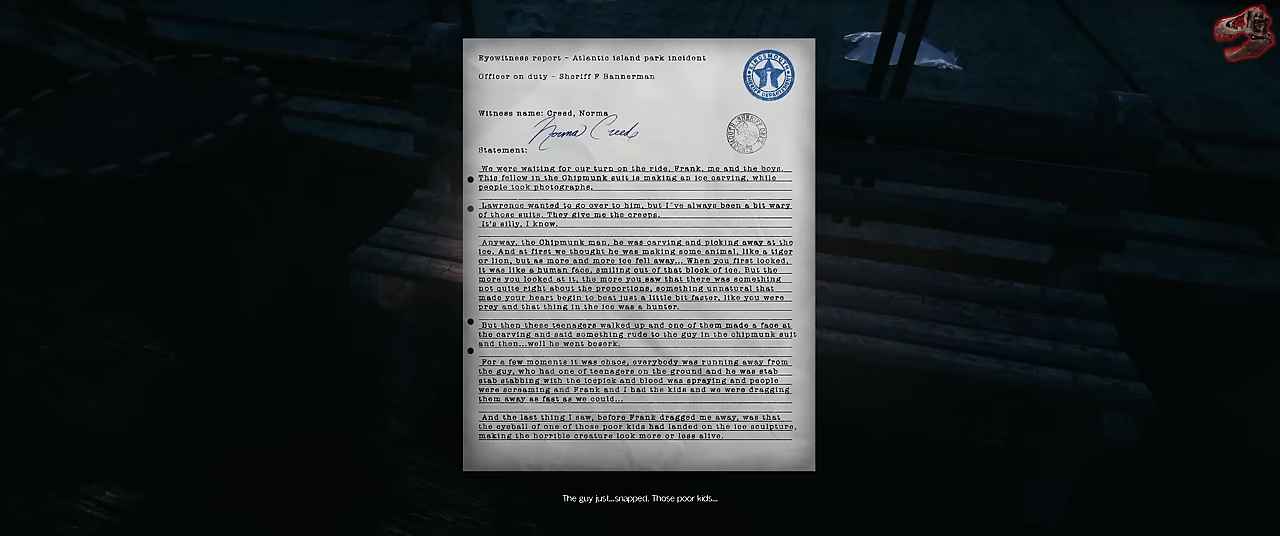 Eyewitness report - Atlantic island park incident
Officer on duty - Sheriff F Bannerman
Witness name: Creed, Norma
Norma Creed
Statement:
We were waiting for our turn on the ride, Frank, me and the boys.
This fellow in the Chipmunk suit is making an ice carving, while
people took photographs.
Lawrence wanted to go over to him, but I've always been a bit wary
of those suits. They give me the creeps.
It's silly, I know.
Anyway, the Chipmunk man, he was carving and picking away at the
ice. And at first we thought he was making some animal, like a tiger
or lion, but as more and more ice fell away... When you first looked,
it was like a human face, smiling out of that block of ice. But the
more you looked at it, the more you saw that there was something
not quite right about the proportions, something unnatural that
made your heart begin to beat just a little bit faster, like you were
prey and that thing in the ice was a hunter.
But then these teenagers walked up and one of them made a face at
the carving and said something rude to the guy in the chipmunk suit
and then...well he went beserk.
For a few moments it was chaos, everybody was running away from
the guy, who had one of teenagers on the ground and he was stab
stab stabbing with the icepick and blood was spraying and people
were screaming and Frank and I had the kids and we were dragging
them away as fast as we could...
And the last thing I saw, before Frank dragged me away, was that
the eyeball of one of those poor kids had landed on the ice sculpture,
making the horrible creature look more or less alive.
The guy just...snapped. Those poor kids...